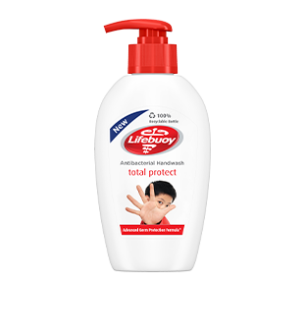 New
100%
Recyclable Bottle
Lifebuoy
Antibacterial Handwash
total protect
Advanced Germ Protection Formula